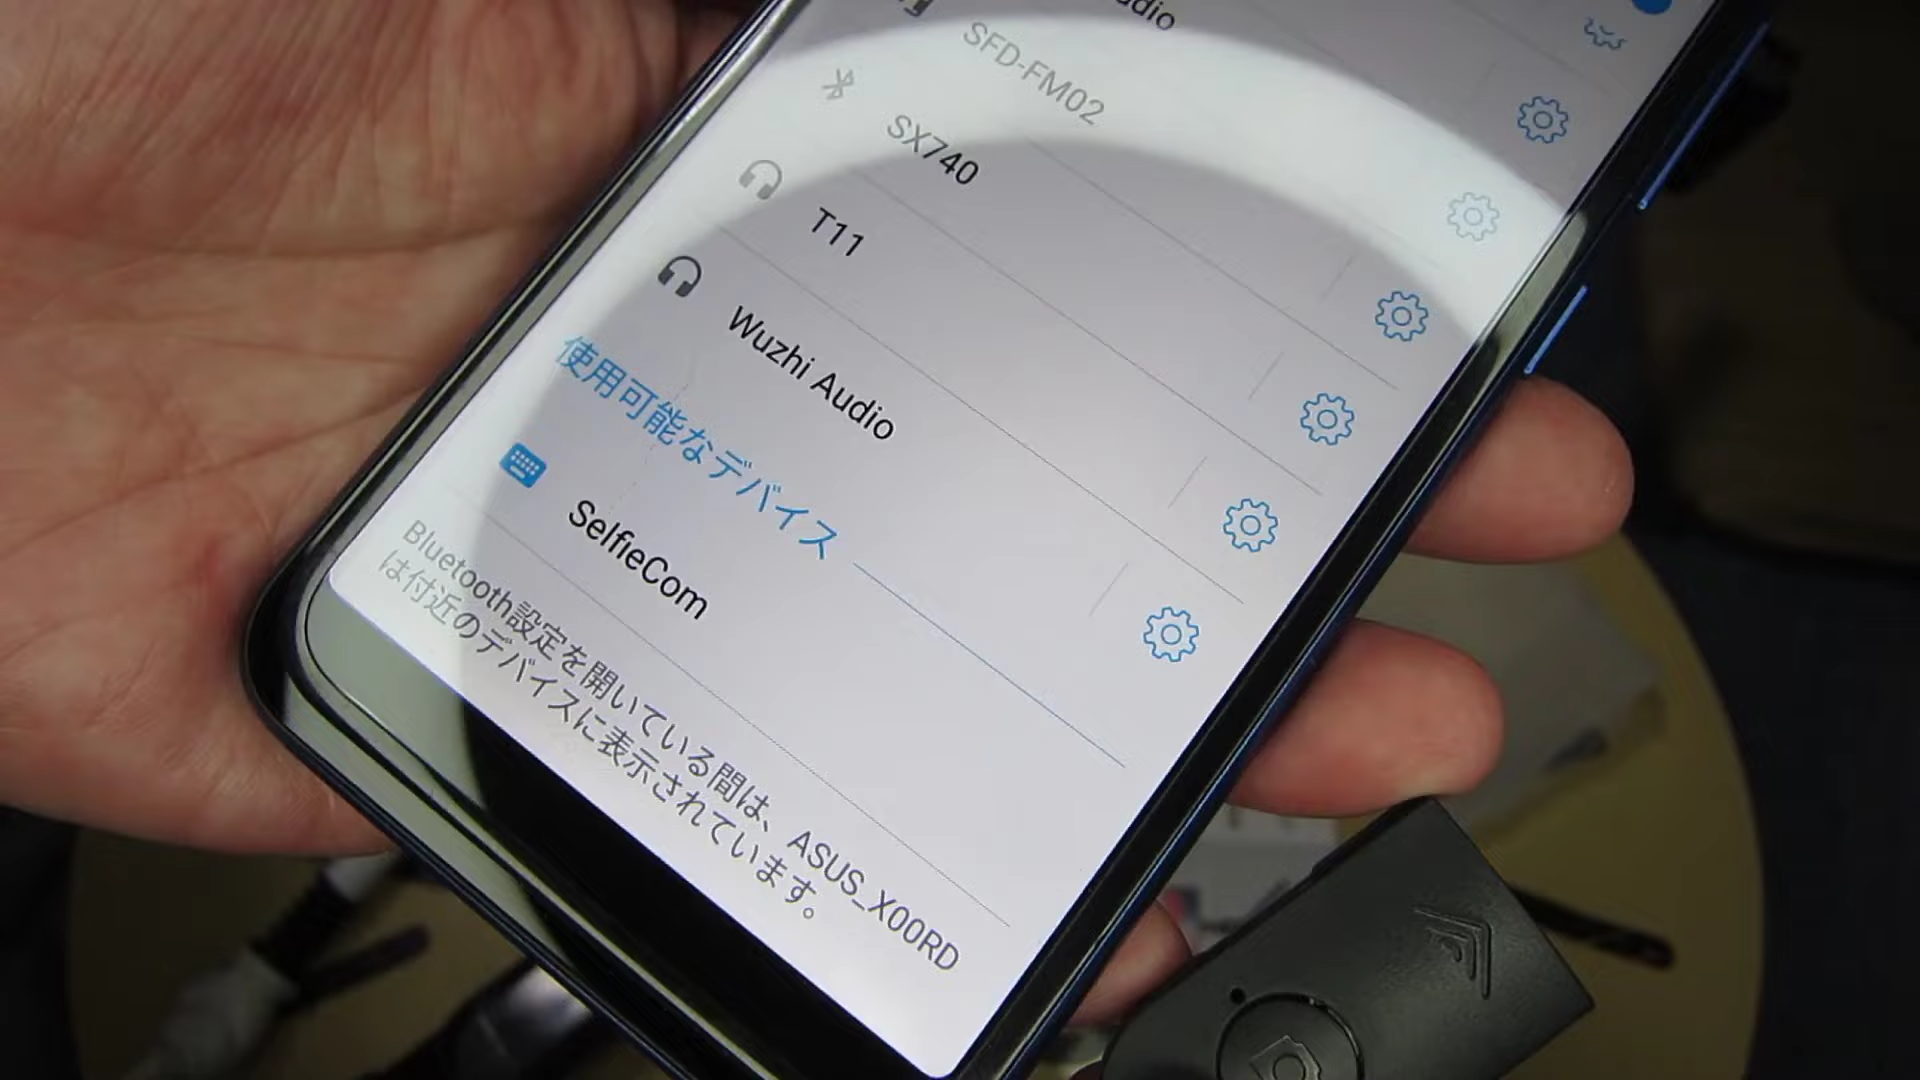 SFD-FM02
SX740
T11
Wuzhi Audio
使用可能なデバイス
SelfieCom
Bluetooth設定を開いている間は、ASUS_X00RD
は付近のデバイスに表示されています。